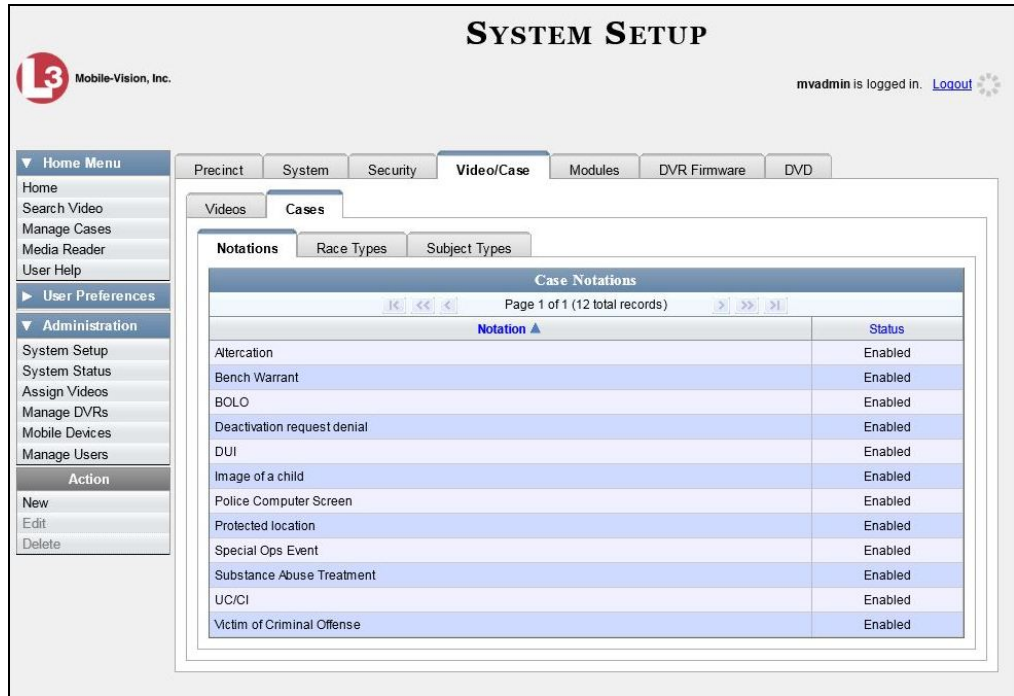 SYSTEM SETUP
L3 Mobile-Vision, Inc.
mvadmin is logged in. Logout
Home Menu
Home
Search Video
Manage Cases
Media Reader
User Help
User Preferences
Administration
System Setup
System Status
Assign Videos
Manage DVRs
Mobile Devices
Manage Users
Action
New
Edit
Delete
Precinct System Security Video/Case Modules DVR Firmware DVD
Videos Cases
Notations Race Types Subject Types
Case Notations
Page 1 of 1 (12 total records)
Notation Status
Altercation Enabled
Bench Warrant Enabled
BOLO Enabled
Deactivation request denial Enabled
DUI Enabled
Image of a child Enabled
Police Computer Screen Enabled
Protected location Enabled
Special Ops Event Enabled
Substance Abuse Treatment Enabled
UC/CI Enabled
Victim of Criminal Offense Enabled